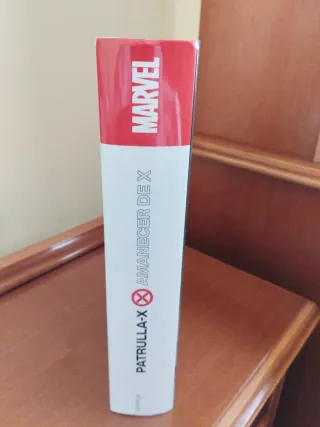 MARVEL
PATRULLA-X AMANECER DE X